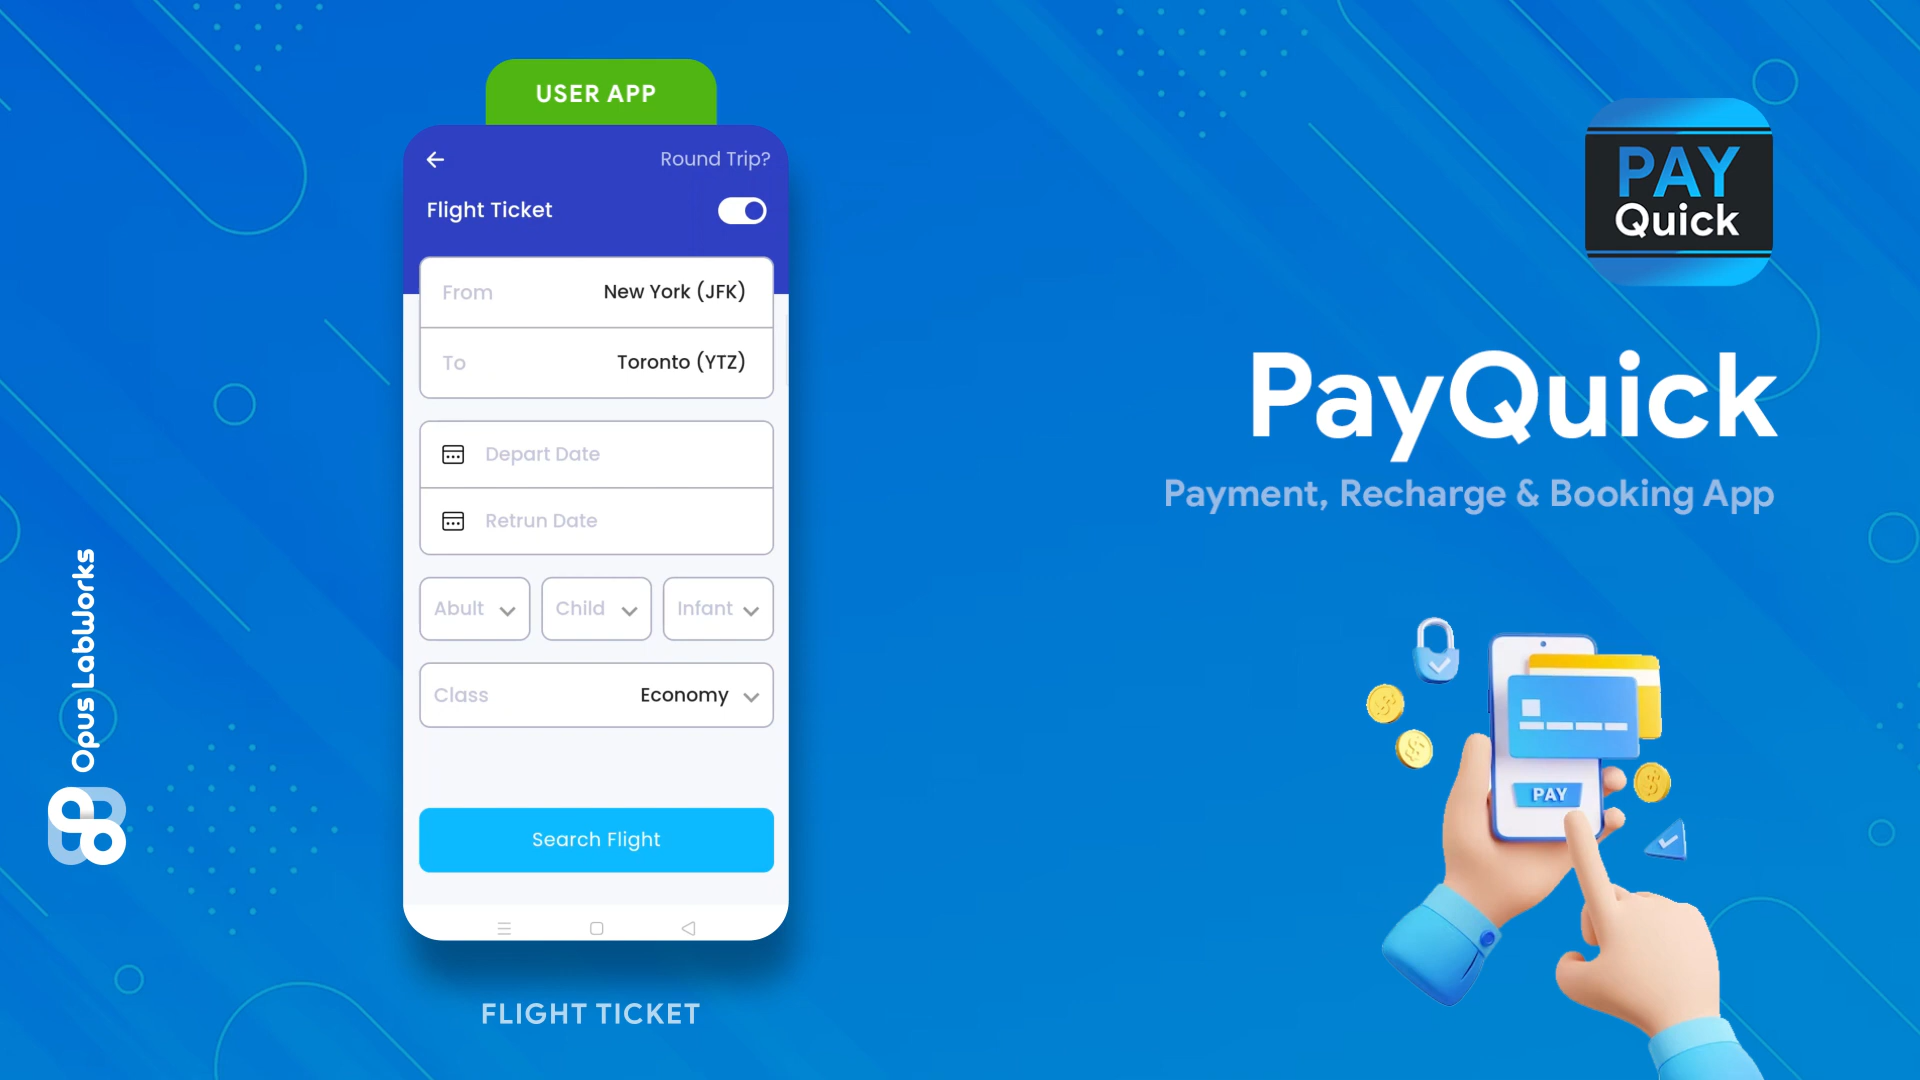 USER APP
Round Trip?
Flight Ticket
From New York (JFK)
To Toronto (YTZ)
Depart Date
Retrun Date
Abult Child Infant
Class Economy
Search Flight
FLIGHT TICKET
Opus LabWorks
PAY
Quick
PayQuick
Payment, Recharge & Booking App
PAY